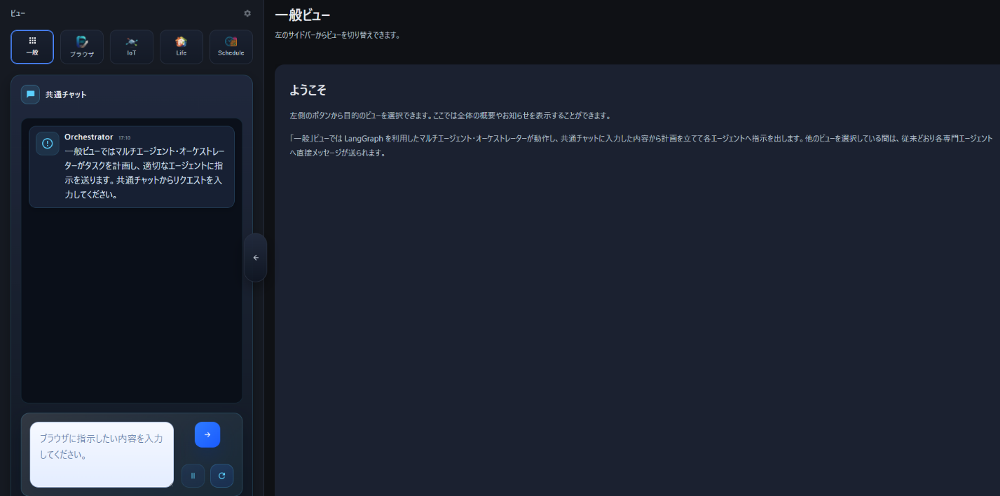 ビュー
一般
ブラウザ
IoT
Life
Schedule
共通チャット
Orchestrator 17:10
一般ビューではマルチエージェント・オーケストレー
ターがタスクを計画し、適切なエージェントに指
示を送ります。共通チャットからリクエストを入
力してください。
ブラウザに指示したい内容を入力
してください。
一般ビュー
左のサイドバーからビューを切り替えできます。
ようこそ
左側のボタンから目的のビューを選択できます。ここでは全体の概要やお知らせを表示することができます。
「一般」ビューでは LangGraph を利用したマルチエージェント・オーケストレーターが動作し、共通チャットに入力した内容から計画を立てて各エージェントへ指示を出します。他のビューを選択している間は、従来どおり各専門エージェント
へ直接メッセージが送られます。